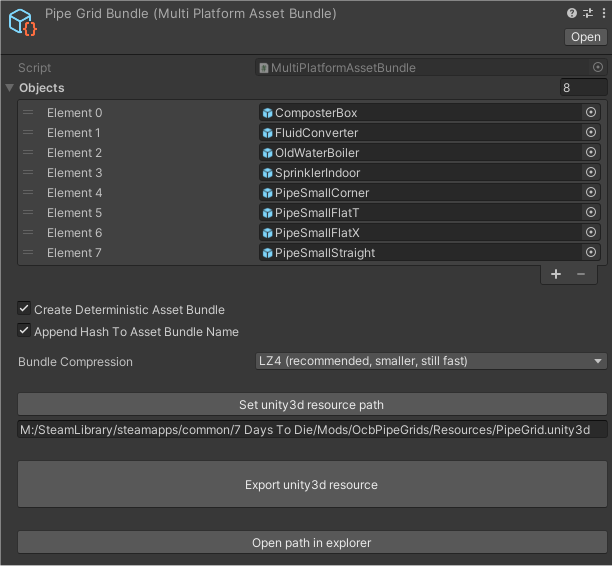 Pipe Grid Bundle (Multi Platform Asset Bundle)
Open
Script MultiPlatformAssetBundle
Objects 8
Element 0 ComposterBox
Element 1 FluidConverter
Element 2 OldWaterBoiler
Element 3 SprinklerIndoor
Element 4 PipeSmallCorner
Element 5 PipeSmallFlatT
Element 6 PipeSmallFlatX
Element 7 PipeSmallStraight
Create Deterministic Asset Bundle
Append Hash To Asset Bundle Name
Bundle Compression LZ4 (recommended, smaller, still fast)
Set unity3d resource path
M:/SteamLibrary/steamapps/common/7 Days To Die/Mods/OcbPipeGrids/Resources/PipeGrid.unity3d
Export unity3d resource
Open path in explorer